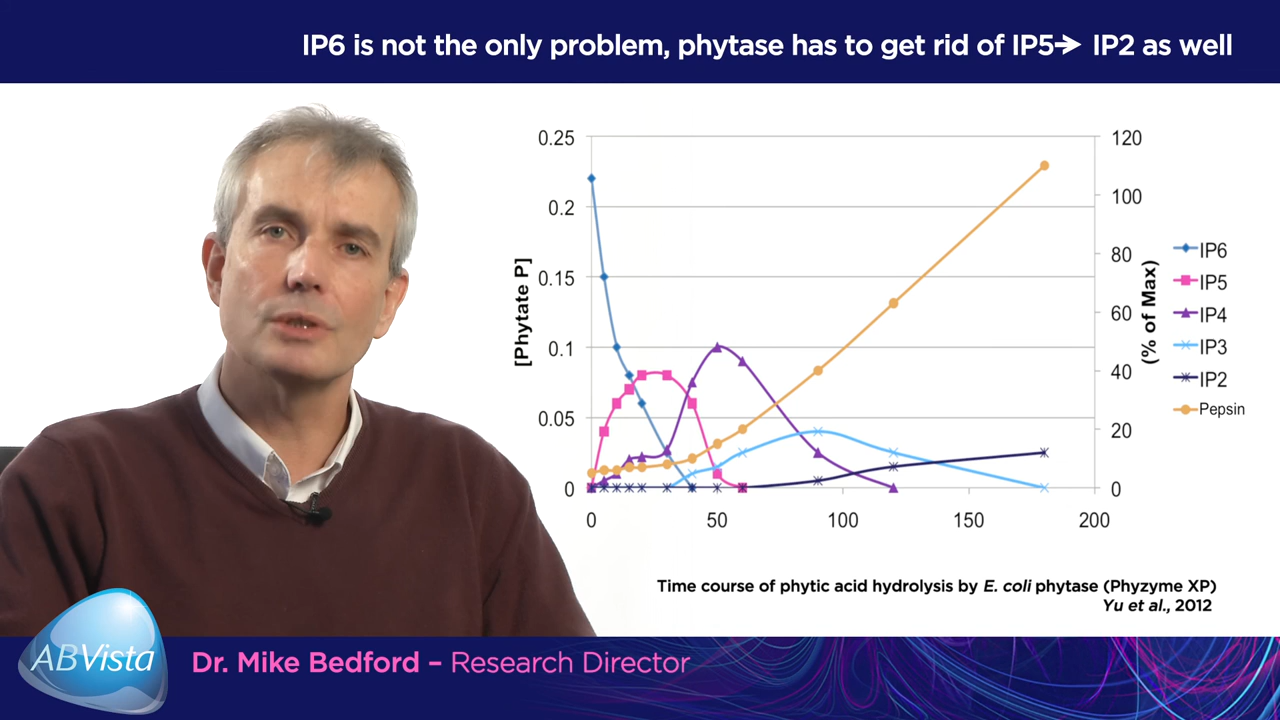 IP6 is not the only problem, phytase has to get rid of IP5→ IP2 as well
0.25
0.2
0.15
0.1
0.05
0
[Phytate P]
120
100
80
60
40
20
0
(% of Max)
0
50
100
150
200
IP6
IP5
IP4
IP3
IP2
Pepsin
Time course of phytic acid hydrolysis by E. coli phytase (Phyzyme XP)
Yu et al., 2012
ABVista
Dr. Mike Bedford – Research Director